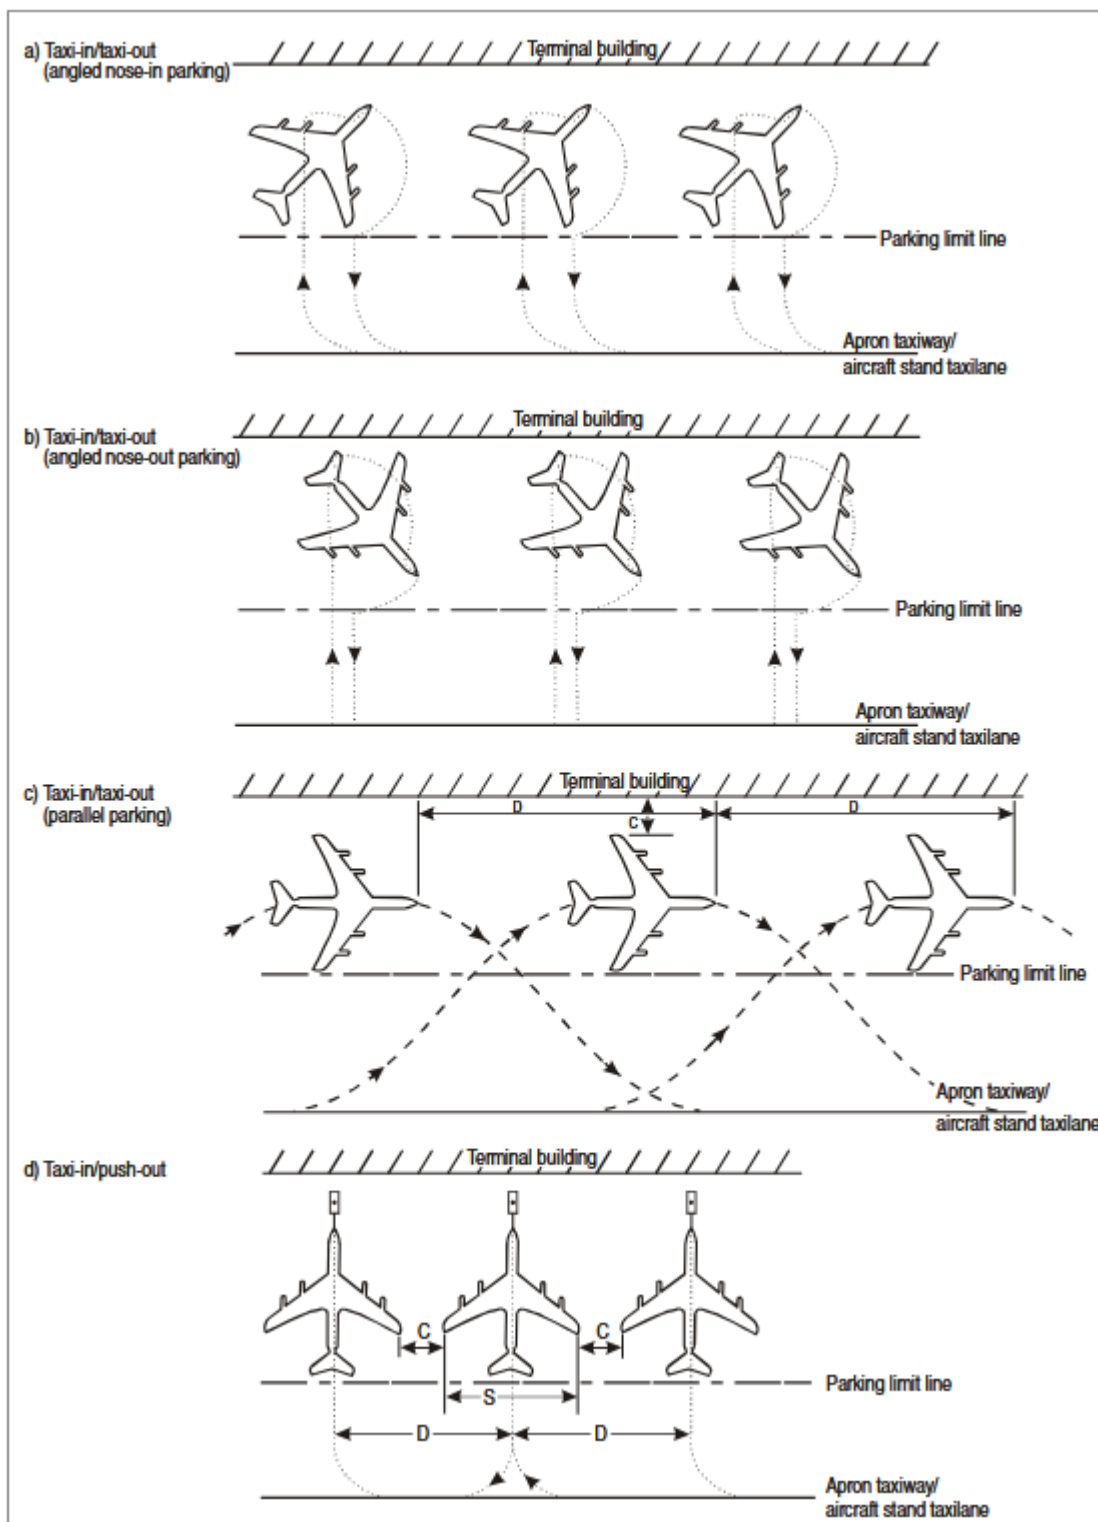 a) Taxi-in/taxi-out
(angled nose-in parking)
Terminal building
Parking limit line
Apron taxiway/
aircraft stand taxilane
b) Taxi-in/taxi-out
(angled nose-out parking)
Terminal building
Parking limit line
Apron taxiway/
aircraft stand taxilane
c) Taxi-in/taxi-out
(parallel parking)
Terminal building
D
D
C
Parking limit line
Apron taxiway/
aircraft stand taxilane
d) Taxi-in/push-out
Terminal building
C
C
Parking limit line
S
D
D
Apron taxiway/
aircraft stand taxilane